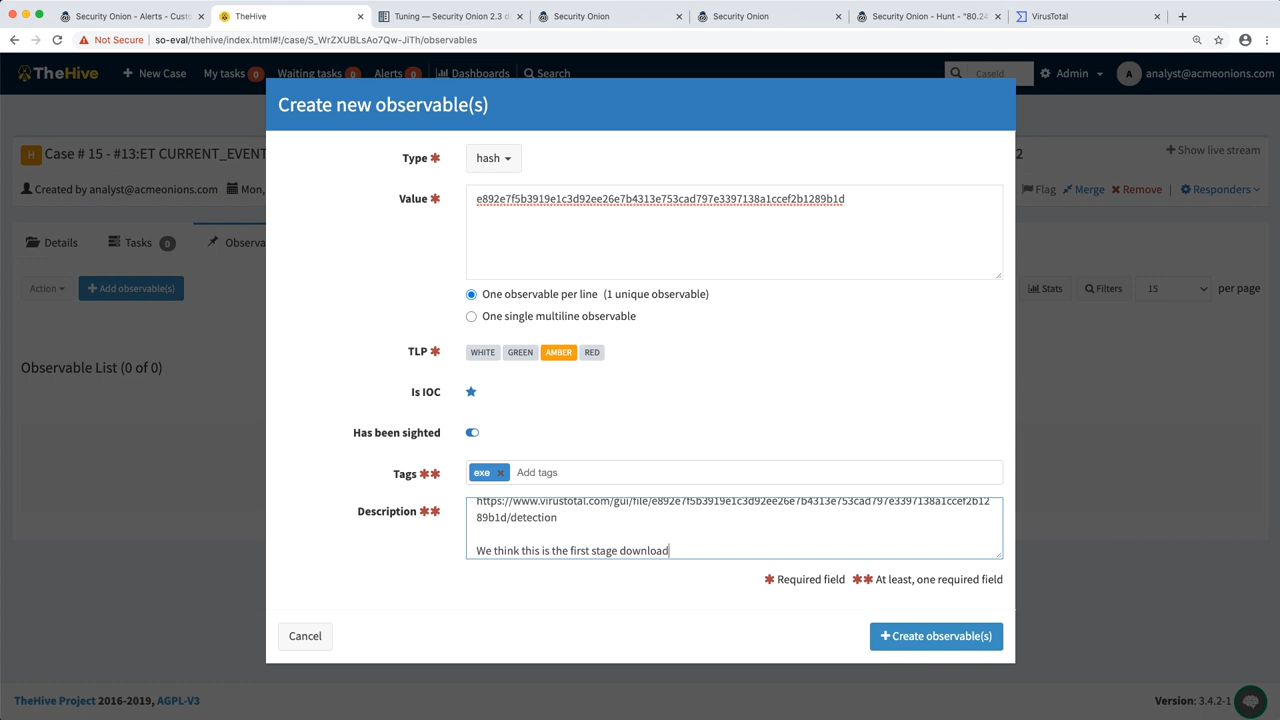 Security Onion - Alerts - Custo
TheHive
Tuning — Security Onion 2.3 d
Security Onion
Security Onion
Security Onion - Hunt - "80.24
VirusTotal
Not Secure
so-eval/thehive/index.html#!/case/S_WrZXUBLsAo7Qw-JiTh/observables
TheHive
New Case
My tasks 0
Waiting tasks 0
Alerts 0
Dashboards
Search
CaseId
Admin
A
analyst@acmeonions.com
Create new observable(s)
H
Case # 15 - #13:ET CURRENT_EVENT
2
Show live stream
Created by analyst@acmeonions.com
Mon,
Flag
Merge
Remove
Responders
Details
Tasks 0
Observa
Action
Add observable(s)
Stats
Filters
15
per page
Observable List (0 of 0)
Type
hash
Value
e892e7f5b3919e1c3d92ee26e7b4313e753cad797e3397138a1ccef2b1289b1d
One observable per line (1 unique observable)
One single multiline observable
TLP
WHITE
GREEN
AMBER
RED
Is IOC
Has been sighted
Tags
exe ×
Add tags
Description
https://www.virustotal.com/gui/file/e892e7f5b3919e1c3d92ee26e7b4313e753cad797e3397138a1ccef2b12
89b1d/detection
We think this is the first stage download
Required field
At least, one required field
Cancel
Create observable(s)
TheHive Project 2016-2019, AGPL-V3
Version: 3.4.2-1